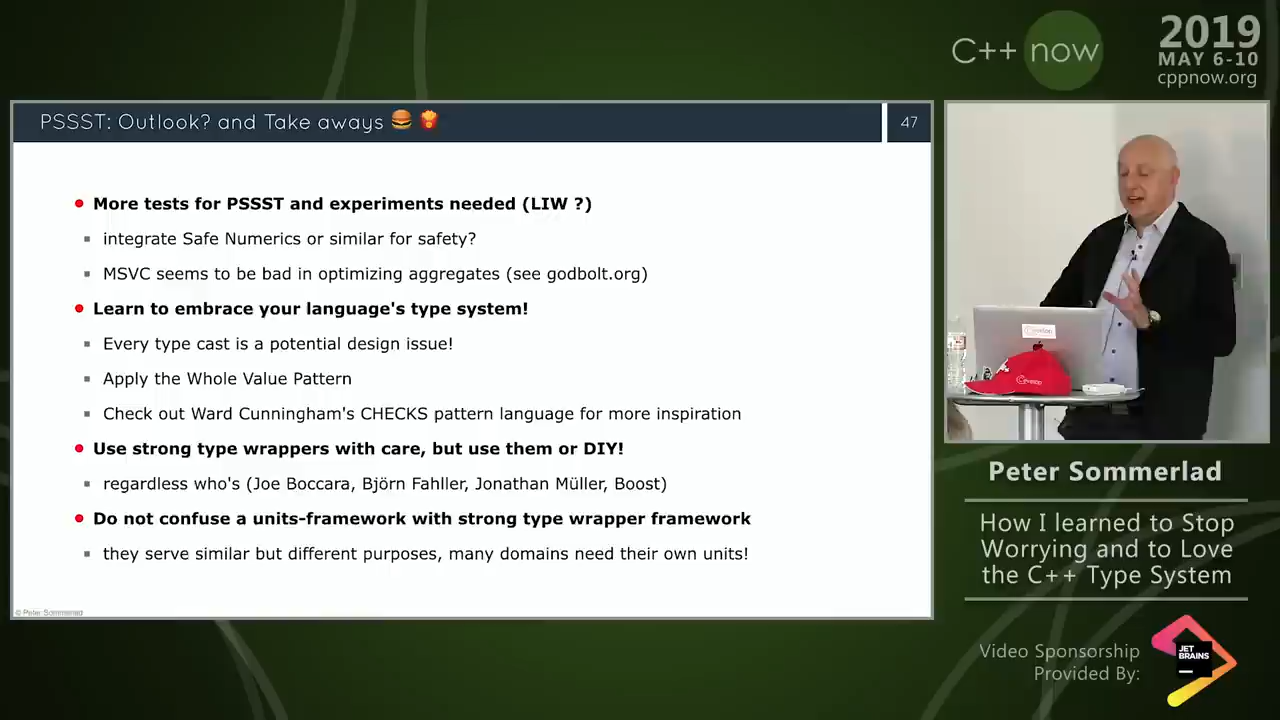 C++ now
2019
MAY 6-10
cppnow.org
PSSST: Outlook? and Take aways 🍔 🍟
47
More tests for PSSST and experiments needed (LIW ?)
integrate Safe Numerics or similar for safety?
MSVC seems to be bad in optimizing aggregates (see godbolt.org)
Learn to embrace your language's type system!
Every type cast is a potential design issue!
Apply the Whole Value Pattern
Check out Ward Cunningham's CHECKS pattern language for more inspiration
Use strong type wrappers with care, but use them or DIY!
regardless who's (Joe Boccara, Björn Fahller, Jonathan Müller, Boost)
Do not confuse a units-framework with strong type wrapper framework
they serve similar but different purposes, many domains need their own units!
© Peter Sommerlad
Peter Sommerlad
How I learned to Stop
Worrying and to Love
the C++ Type System
Video Sponsorship
Provided By:
JET
BRAINS